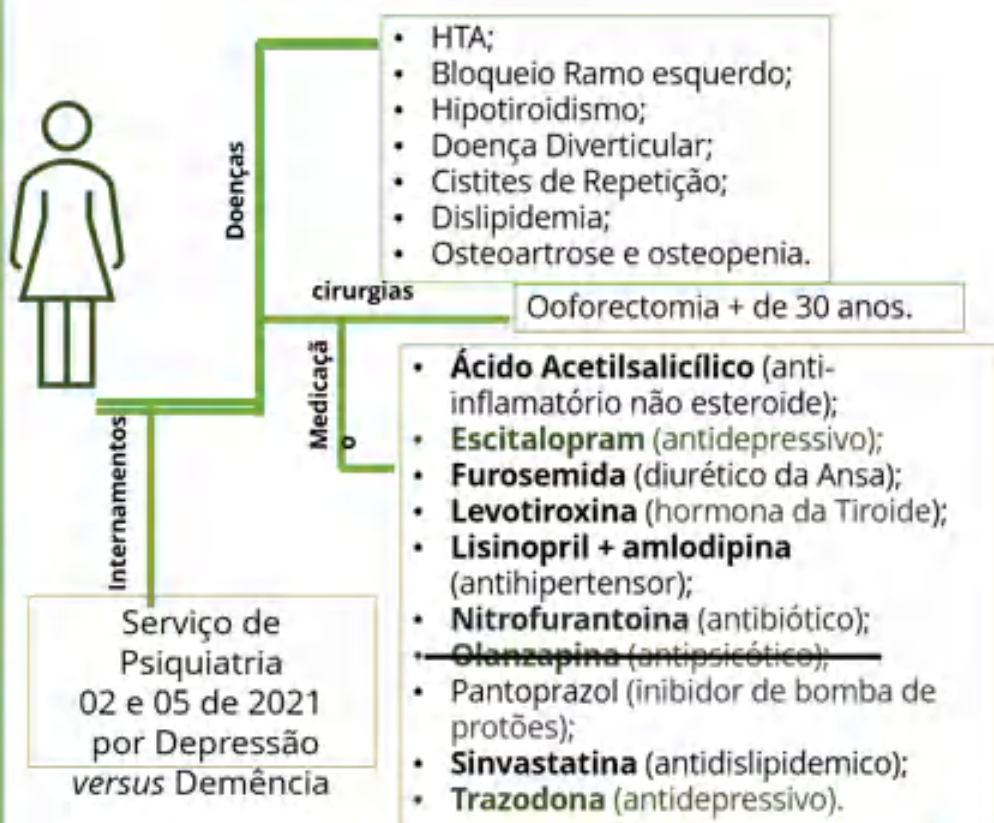 Doenças
• HTA;
• Bloqueio Ramo esquerdo;
• Hipotiroidismo;
• Doença Diverticular;
• Cistites de Repetição;
• Dislipidemia;
• Osteoartrose e osteopenia.
cirurgias
Ooforectomia + de 30 anos.
Medicaçã
o
• Ácido Acetilsalicílico (anti-
inflamatório não esteroide);
• Escitalopram (antidepressivo);
• Furosemida (diurético da Ansa);
• Levotiroxina (hormona da Tiroide);
• Lisinopril + amlodipina
(antihipertensor);
• Nitrofurantoina (antibiótico);
• Olanzapina (antipsicótico);
• Pantoprazol (inibidor de bomba de
protões);
• Sinvastatina (antidislipidemico);
• Trazodona (antidepressivo).
Internamentos
Serviço de
Psiquiatria
02 e 05 de 2021
por Depressão
versus Demência